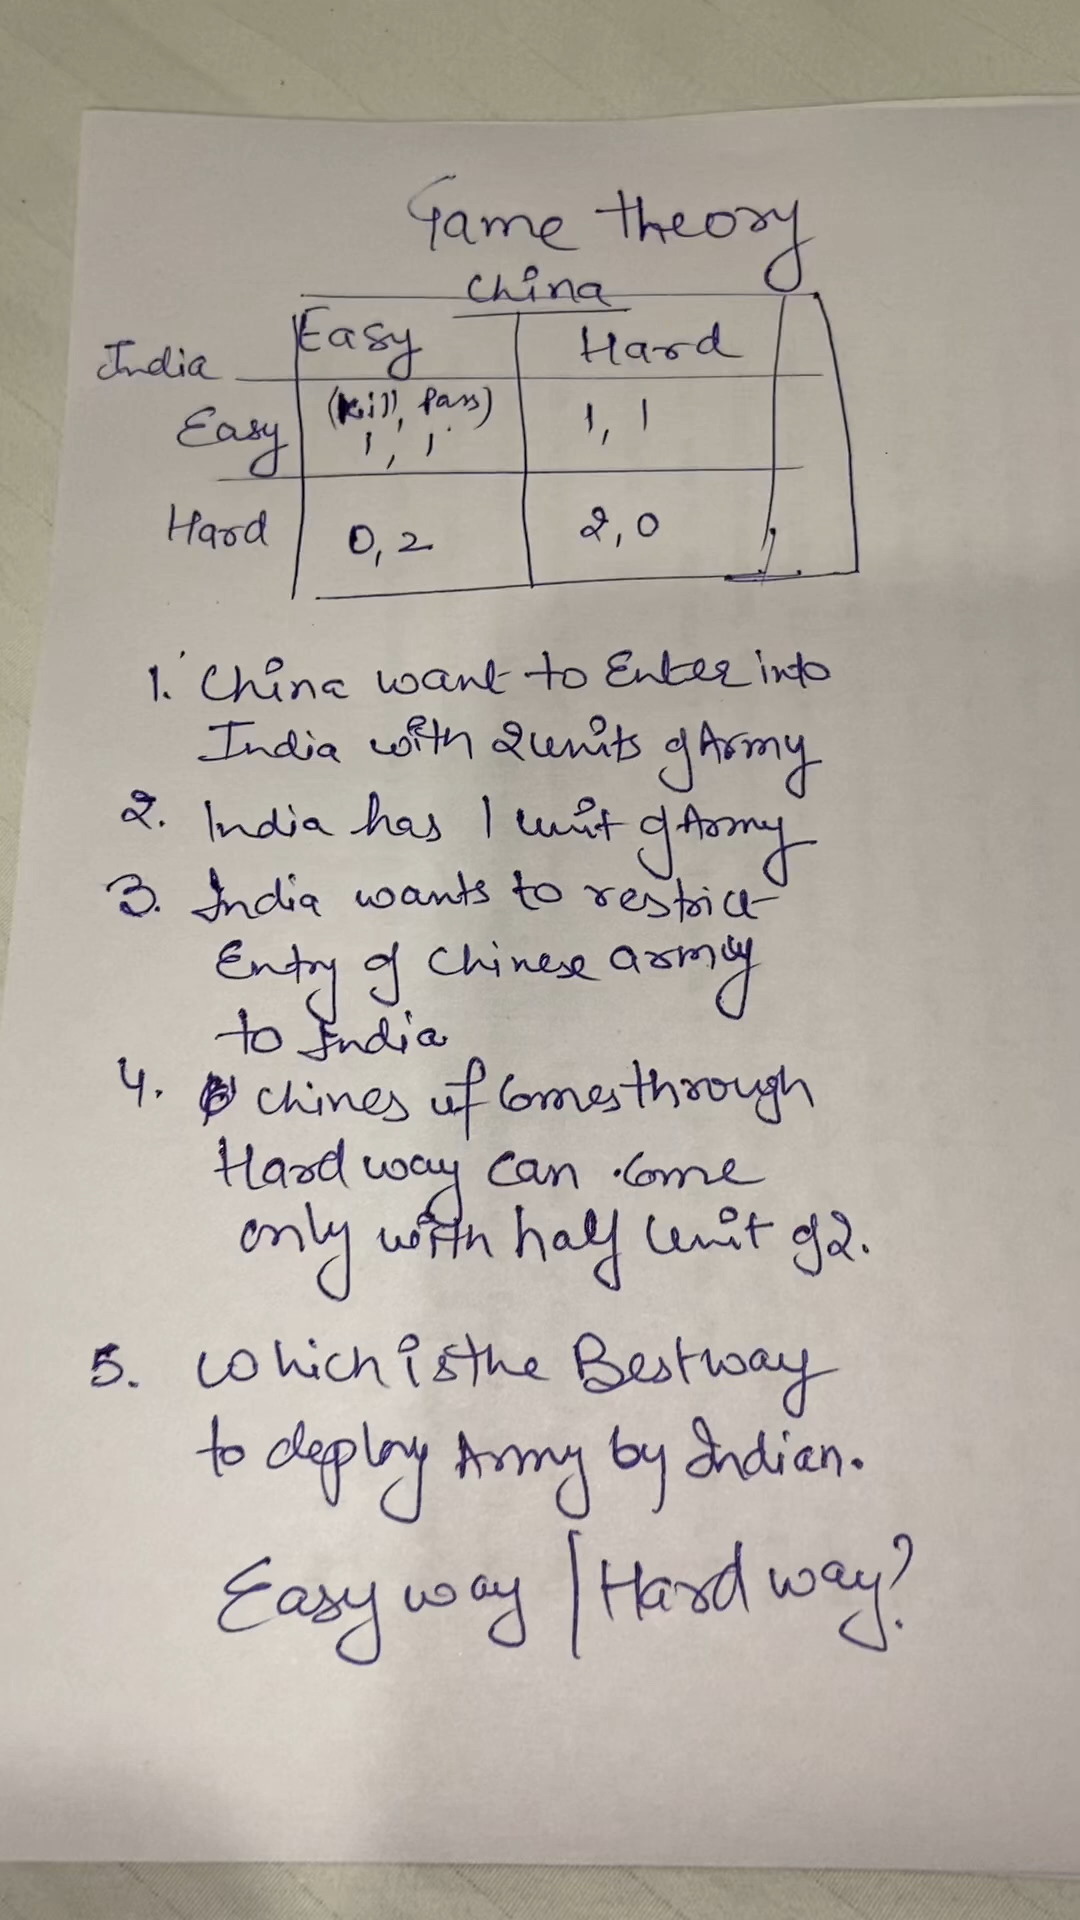 Game theory
China
India Easy Hard
Easy (kill, Pass) 1, 1 1, 1
Hard 0, 2 2, 0
1. China want to Enter into
India with 2 units of Army
2. India has 1 unit of Army
3. India wants to restrict
Entry of Chinese army
to India
4. Chines if Comes through
Hard way can come
only with half unit of 2.
5. which is the Best way
to deploy Army by Indian.
Easy way | Hard way?